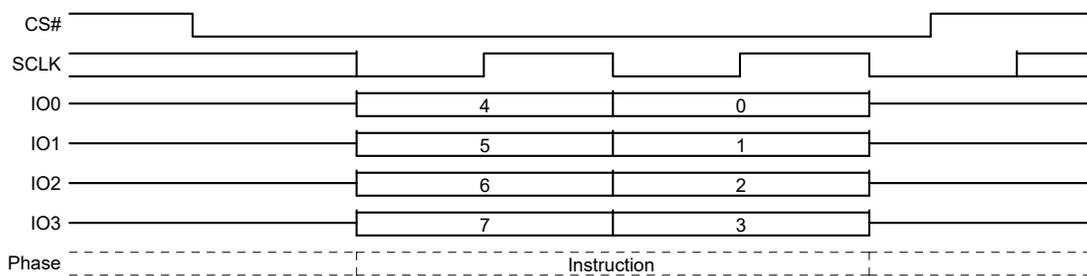 CS#
SCLK
IO0 4 0
IO1 5 1
IO2 6 2
IO3 7 3
Phase Instruction